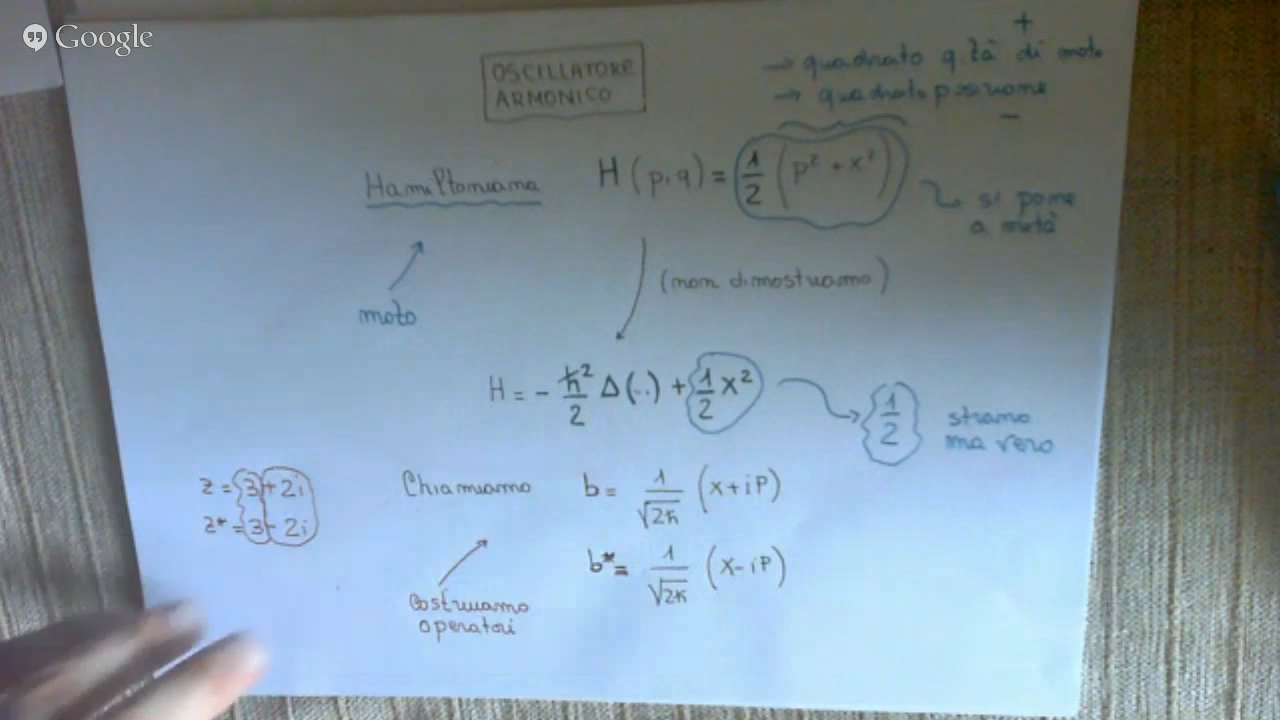 Google
OSCILLATORE
ARMONICO
+
→ quadrato q.tà di moto
→ quadrato posizione
−
Hamiltoniana
H (p,q) = 1/2 (p² + x²)
si pone
a metà
moto
(non dimostriamo)
H = - ℏ²/2 Δ(..) + 1/2 x²
1/2
strano
ma vero
z = 3+2i
z* = 3-2i
Chiamiamo
b = 1/√2ℏ (x+iP)
b* = 1/√2ℏ (x-iP)
Costruiamo
operatori